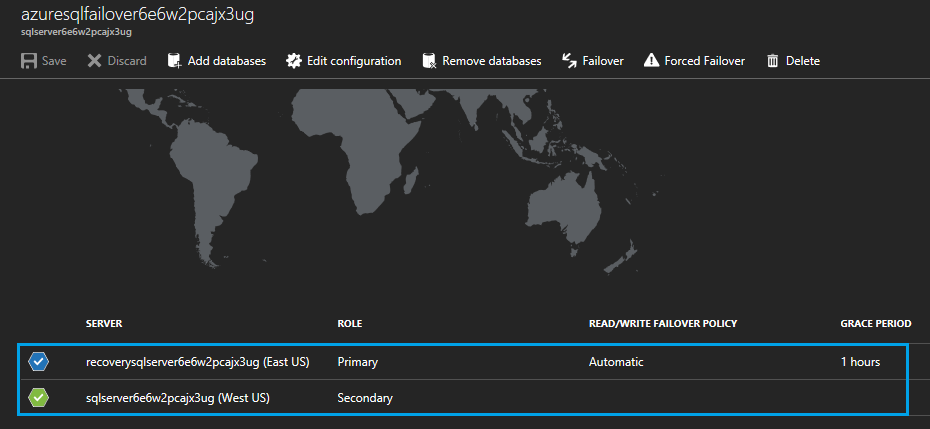 azuresqlfailover6e6w2pcajx3ug
sqlserver6e6w2pcajx3ug
Save Discard Add databases Edit configuration Remove databases Failover Forced Failover Delete
SERVER ROLE READ/WRITE FAILOVER POLICY GRACE PERIOD
recoverysqlserver6e6w2pcajx3ug (East US) Primary Automatic 1 hours
sqlserver6e6w2pcajx3ug (West US) Secondary